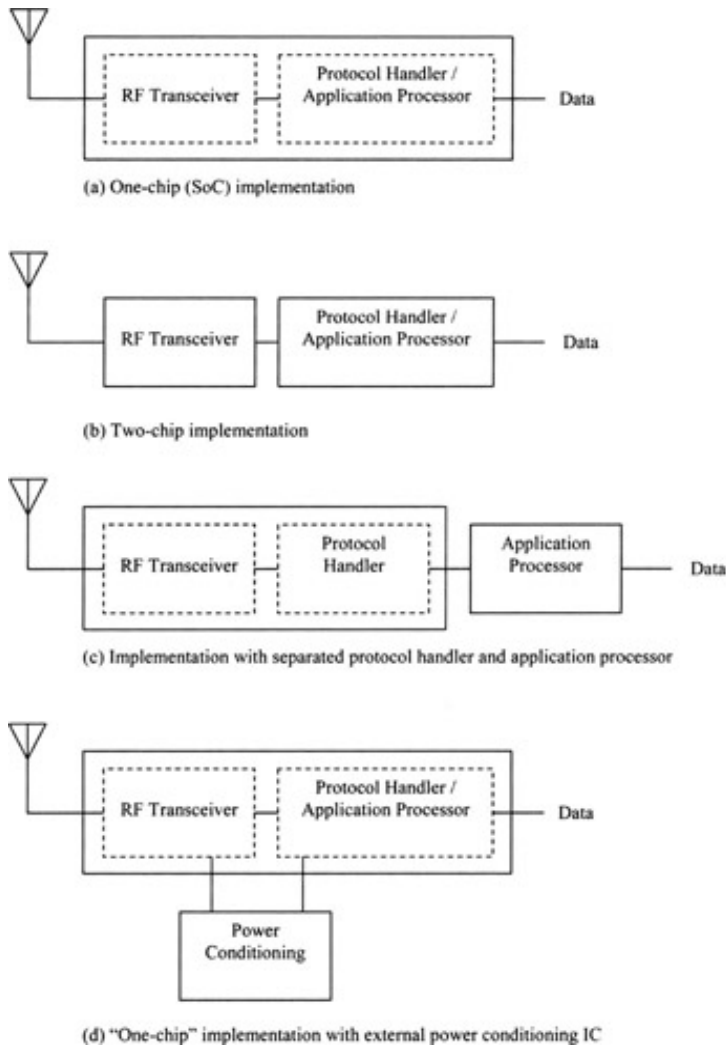 RF Transceiver
Protocol Handler /
Application Processor
Data
(a) One-chip (SoC) implementation
RF Transceiver
Protocol Handler /
Application Processor
Data
(b) Two-chip implementation
RF Transceiver
Protocol
Handler
Application
Processor
Data
(c) Implementation with separated protocol handler and application processor
RF Transceiver
Protocol Handler /
Application Processor
Data
Power
Conditioning
(d) “One-chip” implementation with external power conditioning IC